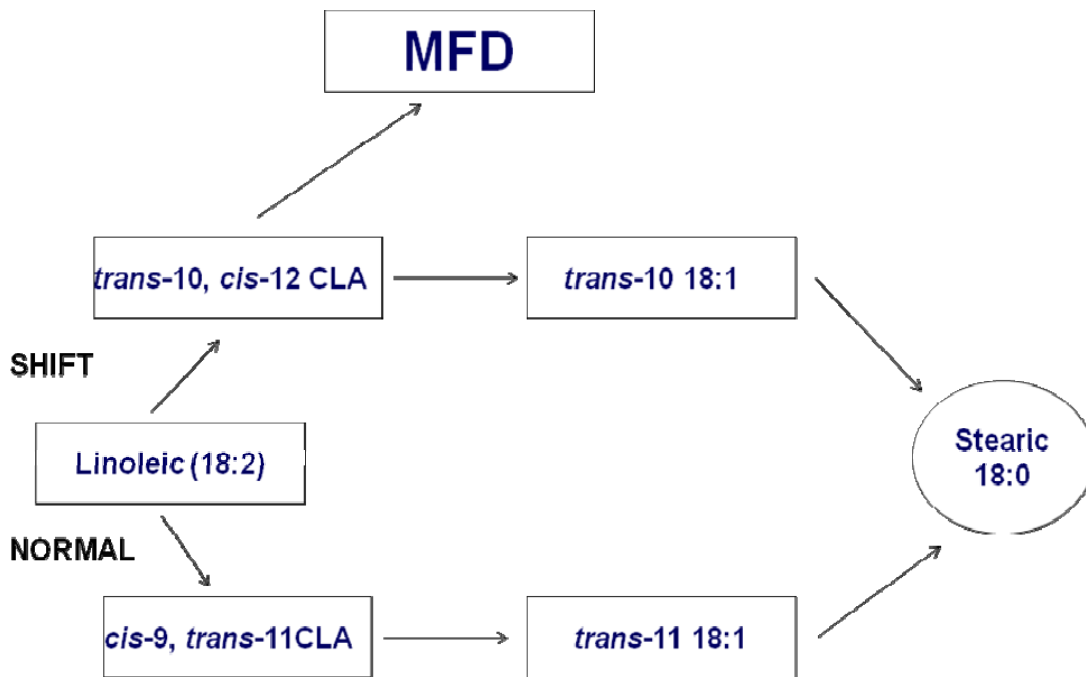 MFD
trans-10, cis-12 CLA
trans-10 18:1
SHIFT
Linoleic (18:2)
Stearic
18:0
NORMAL
cis-9, trans-11CLA
trans-11 18:1